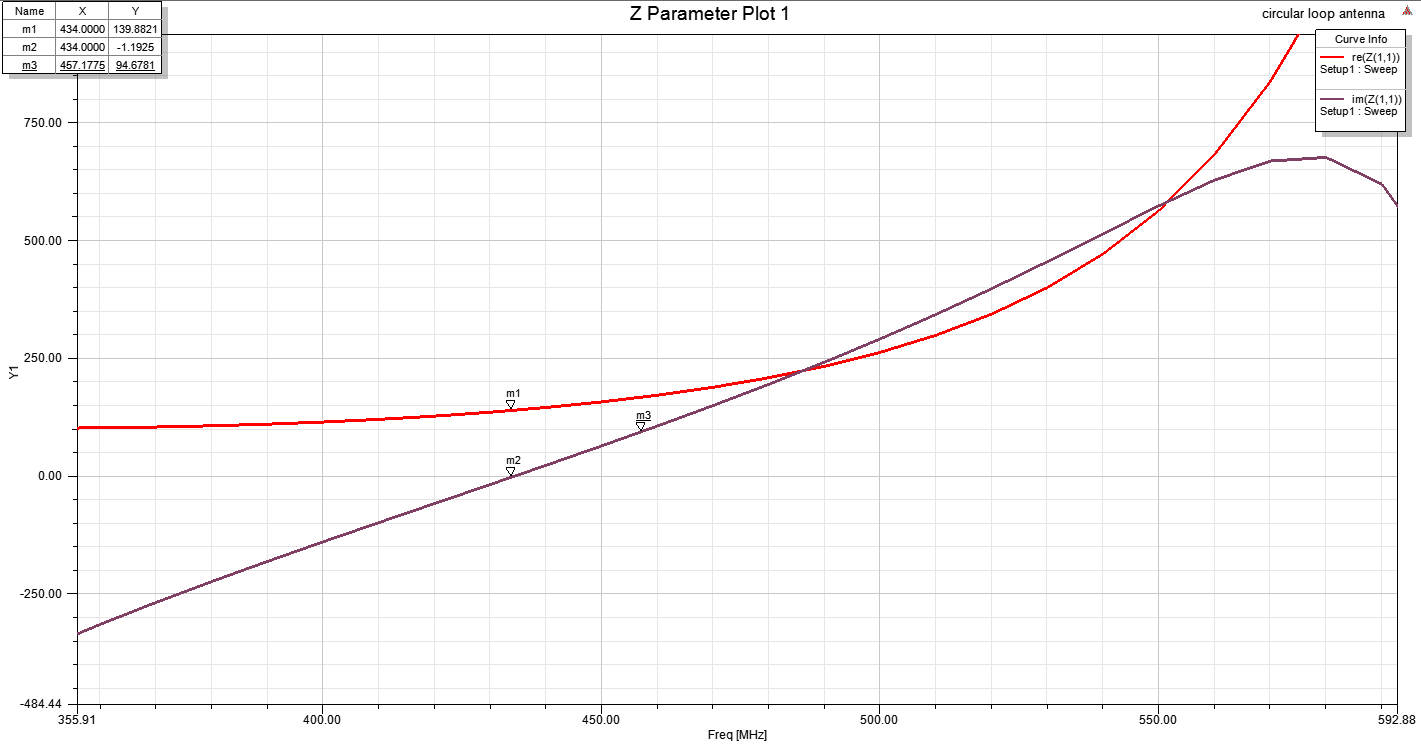 Z Parameter Plot 1
circular loop antenna
Name X Y
m1 434.0000 139.8821
m2 434.0000 -1.1925
m3 457.1775 94.6781
Curve Info
re(Z(1,1))
Setup1 : Sweep
im(Z(1,1))
Setup1 : Sweep
750.00
500.00
250.00
0.00
-250.00
-484.44
Y1
m1
m3
m2
355.91 400.00 450.00 500.00 550.00 592.88
Freq [MHz]